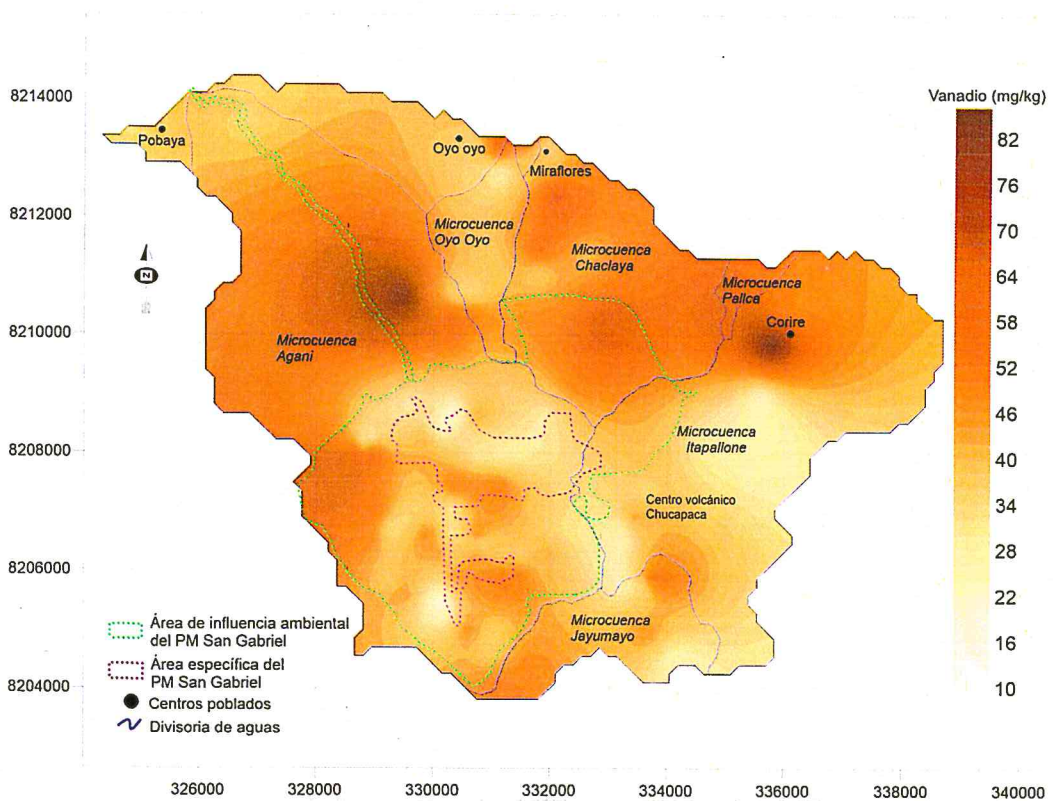 Vanadio (mg/kg)
82
76
70
64
58
52
46
40
34
28
22
16
10
8214000
8212000
8210000
8208000
8206000
8204000
Pobaya
Oyo oyo
Miraflores
Microcuenca
Oyo Oyo
Microcuenca
Chaclaya
Microcuenca
Pallca
Corire
Microcuenca
Agani
Microcuenca
Itapallone
Centro volcánico
Chucapaca
Microcuenca
Jayumayo
N
Área de influencia ambiental
del PM San Gabriel
Área específica del
PM San Gabriel
Centros poblados
Divisoria de aguas
326000
328000
330000
332000
334000
336000
338000
340000